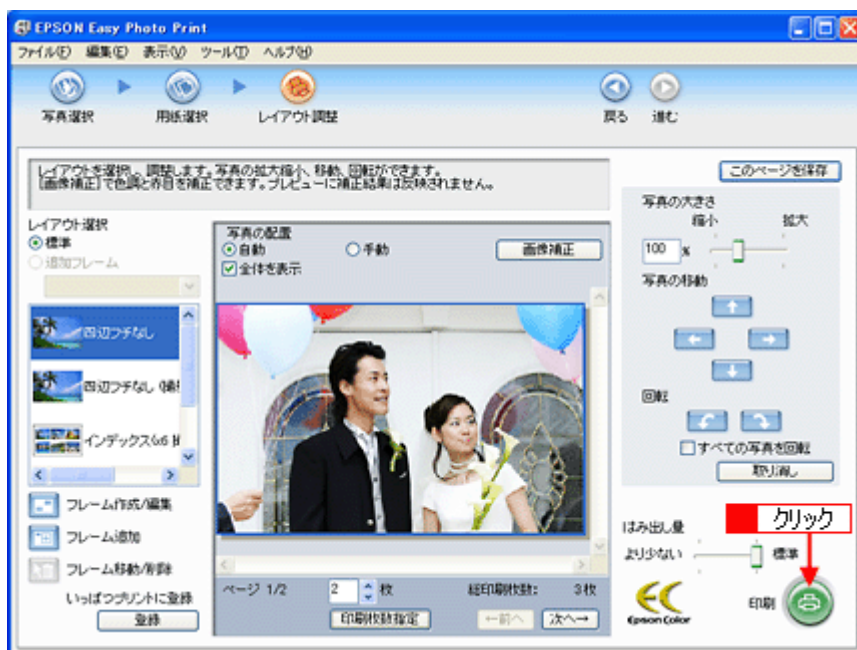 EPSON Easy Photo Print
ファイル(F) 編集(E) 表示(V) ツール(T) ヘルプ(H)
写真選択 用紙選択 レイアウト調整 戻る 進む
レイアウトを選択し、調整します。写真の拡大縮小、移動、回転ができます。
[画像補正]で色調と赤目を補正できます。プレビューに補正結果は反映されません。
このページを保存
レイアウト選択
標準
追加フレーム
四辺フチなし
四辺フチなし
インデックス
フレーム作成/編集
フレーム追加
フレーム移動/削除
いっぱつプリントに登録
登録
写真の配置
自動 手動 画像補正
全体を表示
ページ 1/2 2 枚 総印刷枚数: 3枚
印刷枚数指定 ←前へ 次へ→
写真の大きさ
縮小 拡大
100 %
写真の移動
回転
すべての写真を回転
取り消し
クリック
はみ出し量
より少ない 標準
Epson Color
印刷